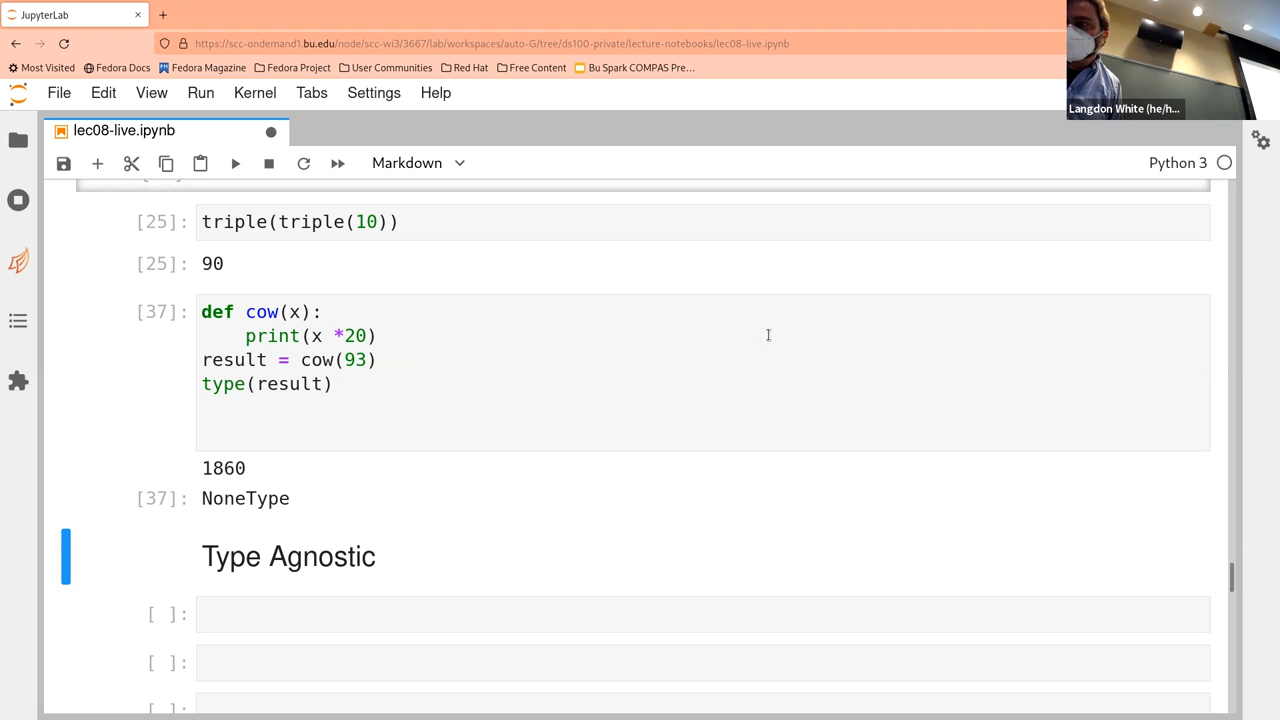 JupyterLab
https://scc-ondemand1.bu.edu/node/scc-wi3/3667/lab/workspaces/auto-G/tree/ds100-private/lecture-notebooks/lec08-live.ipynb
Most Visited Fedora Docs Fedora Magazine Fedora Project User Communities Red Hat Free Content Bu Spark COMPAS Pre…
Langdon White (he/h...
File Edit View Run Kernel Tabs Settings Help
lec08-live.ipynb
Markdown Python 3
[25]: triple(triple(10))
[25]: 90
[37]: def cow(x):
print(x *20)
result = cow(93)
type(result)
1860
[37]: NoneType
Type Agnostic
[ ]:
[ ]:
[ ]: